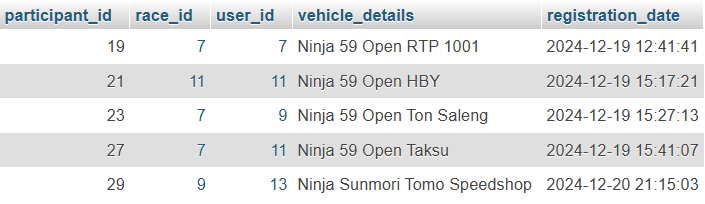 participant_id race_id user_id vehicle_details registration_date
19 7 7 Ninja 59 Open RTP 1001 2024-12-19 12:41:41
21 11 11 Ninja 59 Open HBY 2024-12-19 15:17:21
23 7 9 Ninja 59 Open Ton Saleng 2024-12-19 15:27:13
27 7 11 Ninja 59 Open Taksu 2024-12-19 15:41:07
29 9 13 Ninja Sunmori Tomo Speedshop 2024-12-20 21:15:03